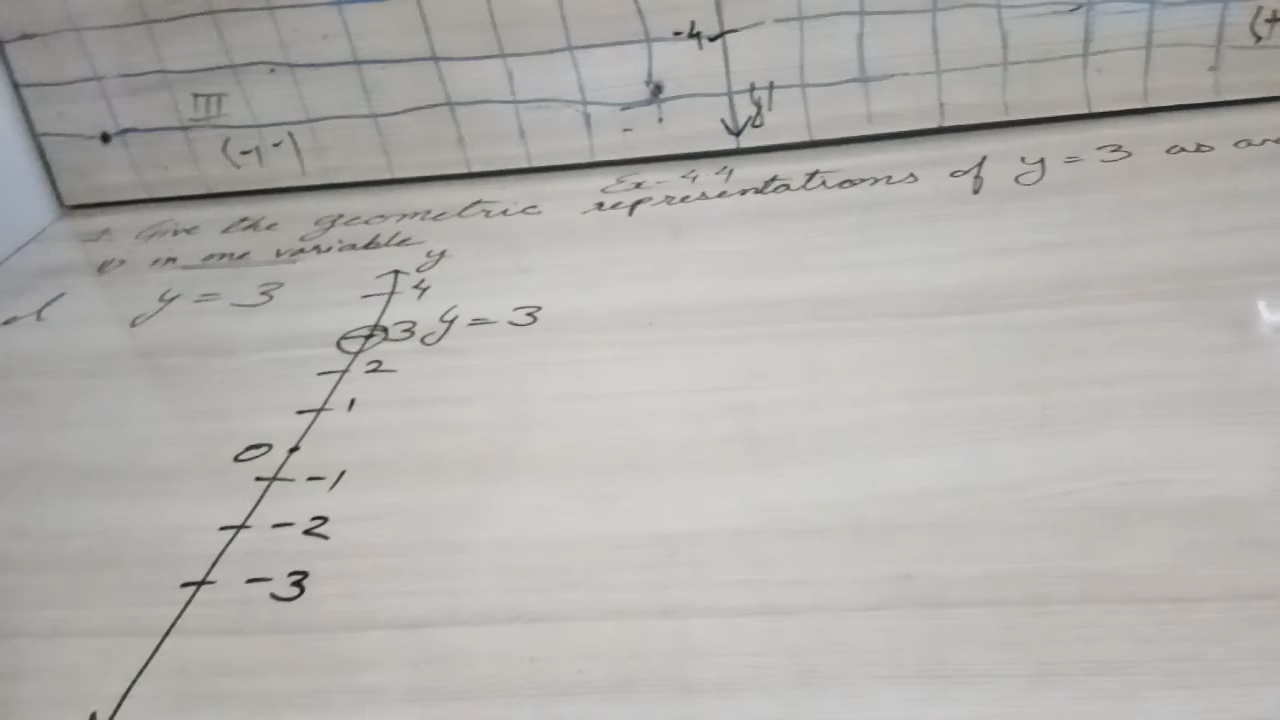 -4
y'
III
(-,-)
(+
Ex-4.4
1. Give the geometric representations of y = 3 as an
in one variable
y = 3
y
4
3 y = 3
2
1
0
-1
-2
-3